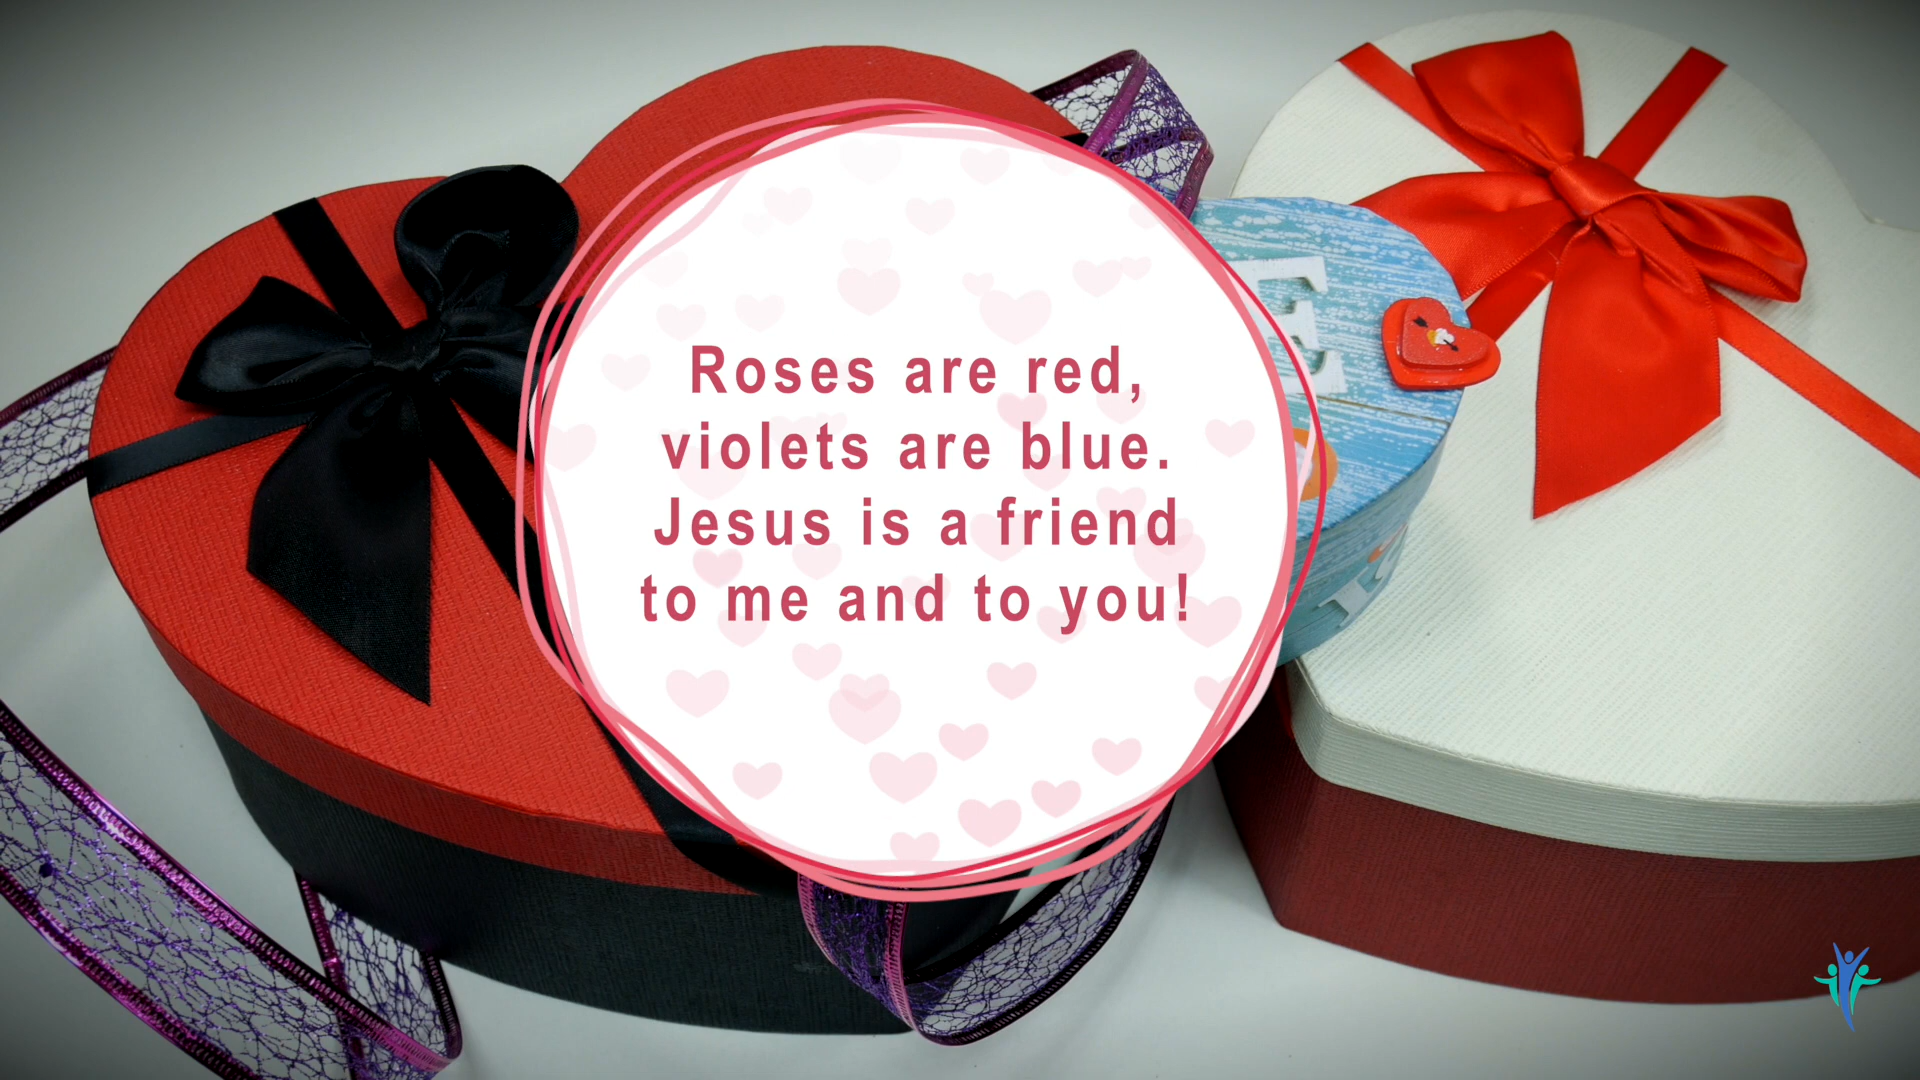 Roses are red,
violets are blue.
Jesus is a friend
to me and to you!
E